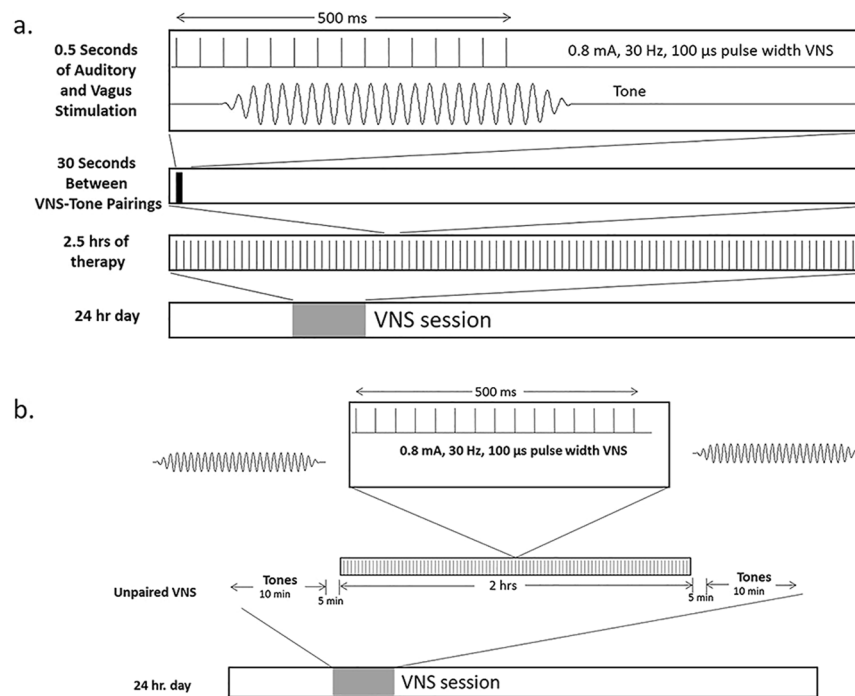 a.
500 ms
0.5 Seconds
of Auditory
and Vagus
Stimulation
0.8 mA, 30 Hz, 100 µs pulse width VNS
Tone
30 Seconds
Between
VNS-Tone Pairings
2.5 hrs of
therapy
24 hr day
VNS session
b.
500 ms
0.8 mA, 30 Hz, 100 µs pulse width VNS
Unpaired VNS
Tones
10 min
5 min
2 hrs
5 min
Tones
10 min
24 hr. day
VNS session